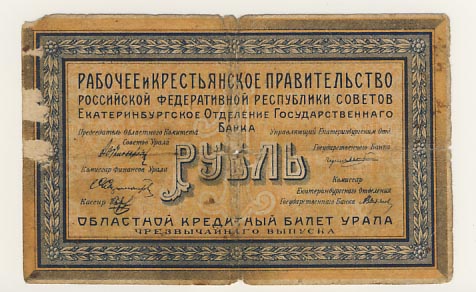 РАБОЧЕЕ и КРЕСТЬЯНСКОЕ ПРАВИТЕЛЬСТВО
РОССИЙСКОЙ ФЕДЕРАТИВНОЙ РЕСПУБЛИКИ СОВЕТОВ
ЕКАТЕРИНБУРГСКОЕ ОТДЕЛЕНИЕ ГОСУДАРСТВЕННАГО
БАНКА
Председатель Областного Комитета
Совета Урала
Управляющий Екатеринбургским отд.
Государственнаго Банка
РУБЛЬ
Комиссар Финансов Урала
Комиссар
Екатеринбургскаго Отделения
Государственнаго Банка
Кассир
ОБЛАСТНОЙ КРЕДИТНЫЙ БИЛЕТ УРАЛА
ЧРЕЗВЫЧАЙНАГО ВЫПУСКА